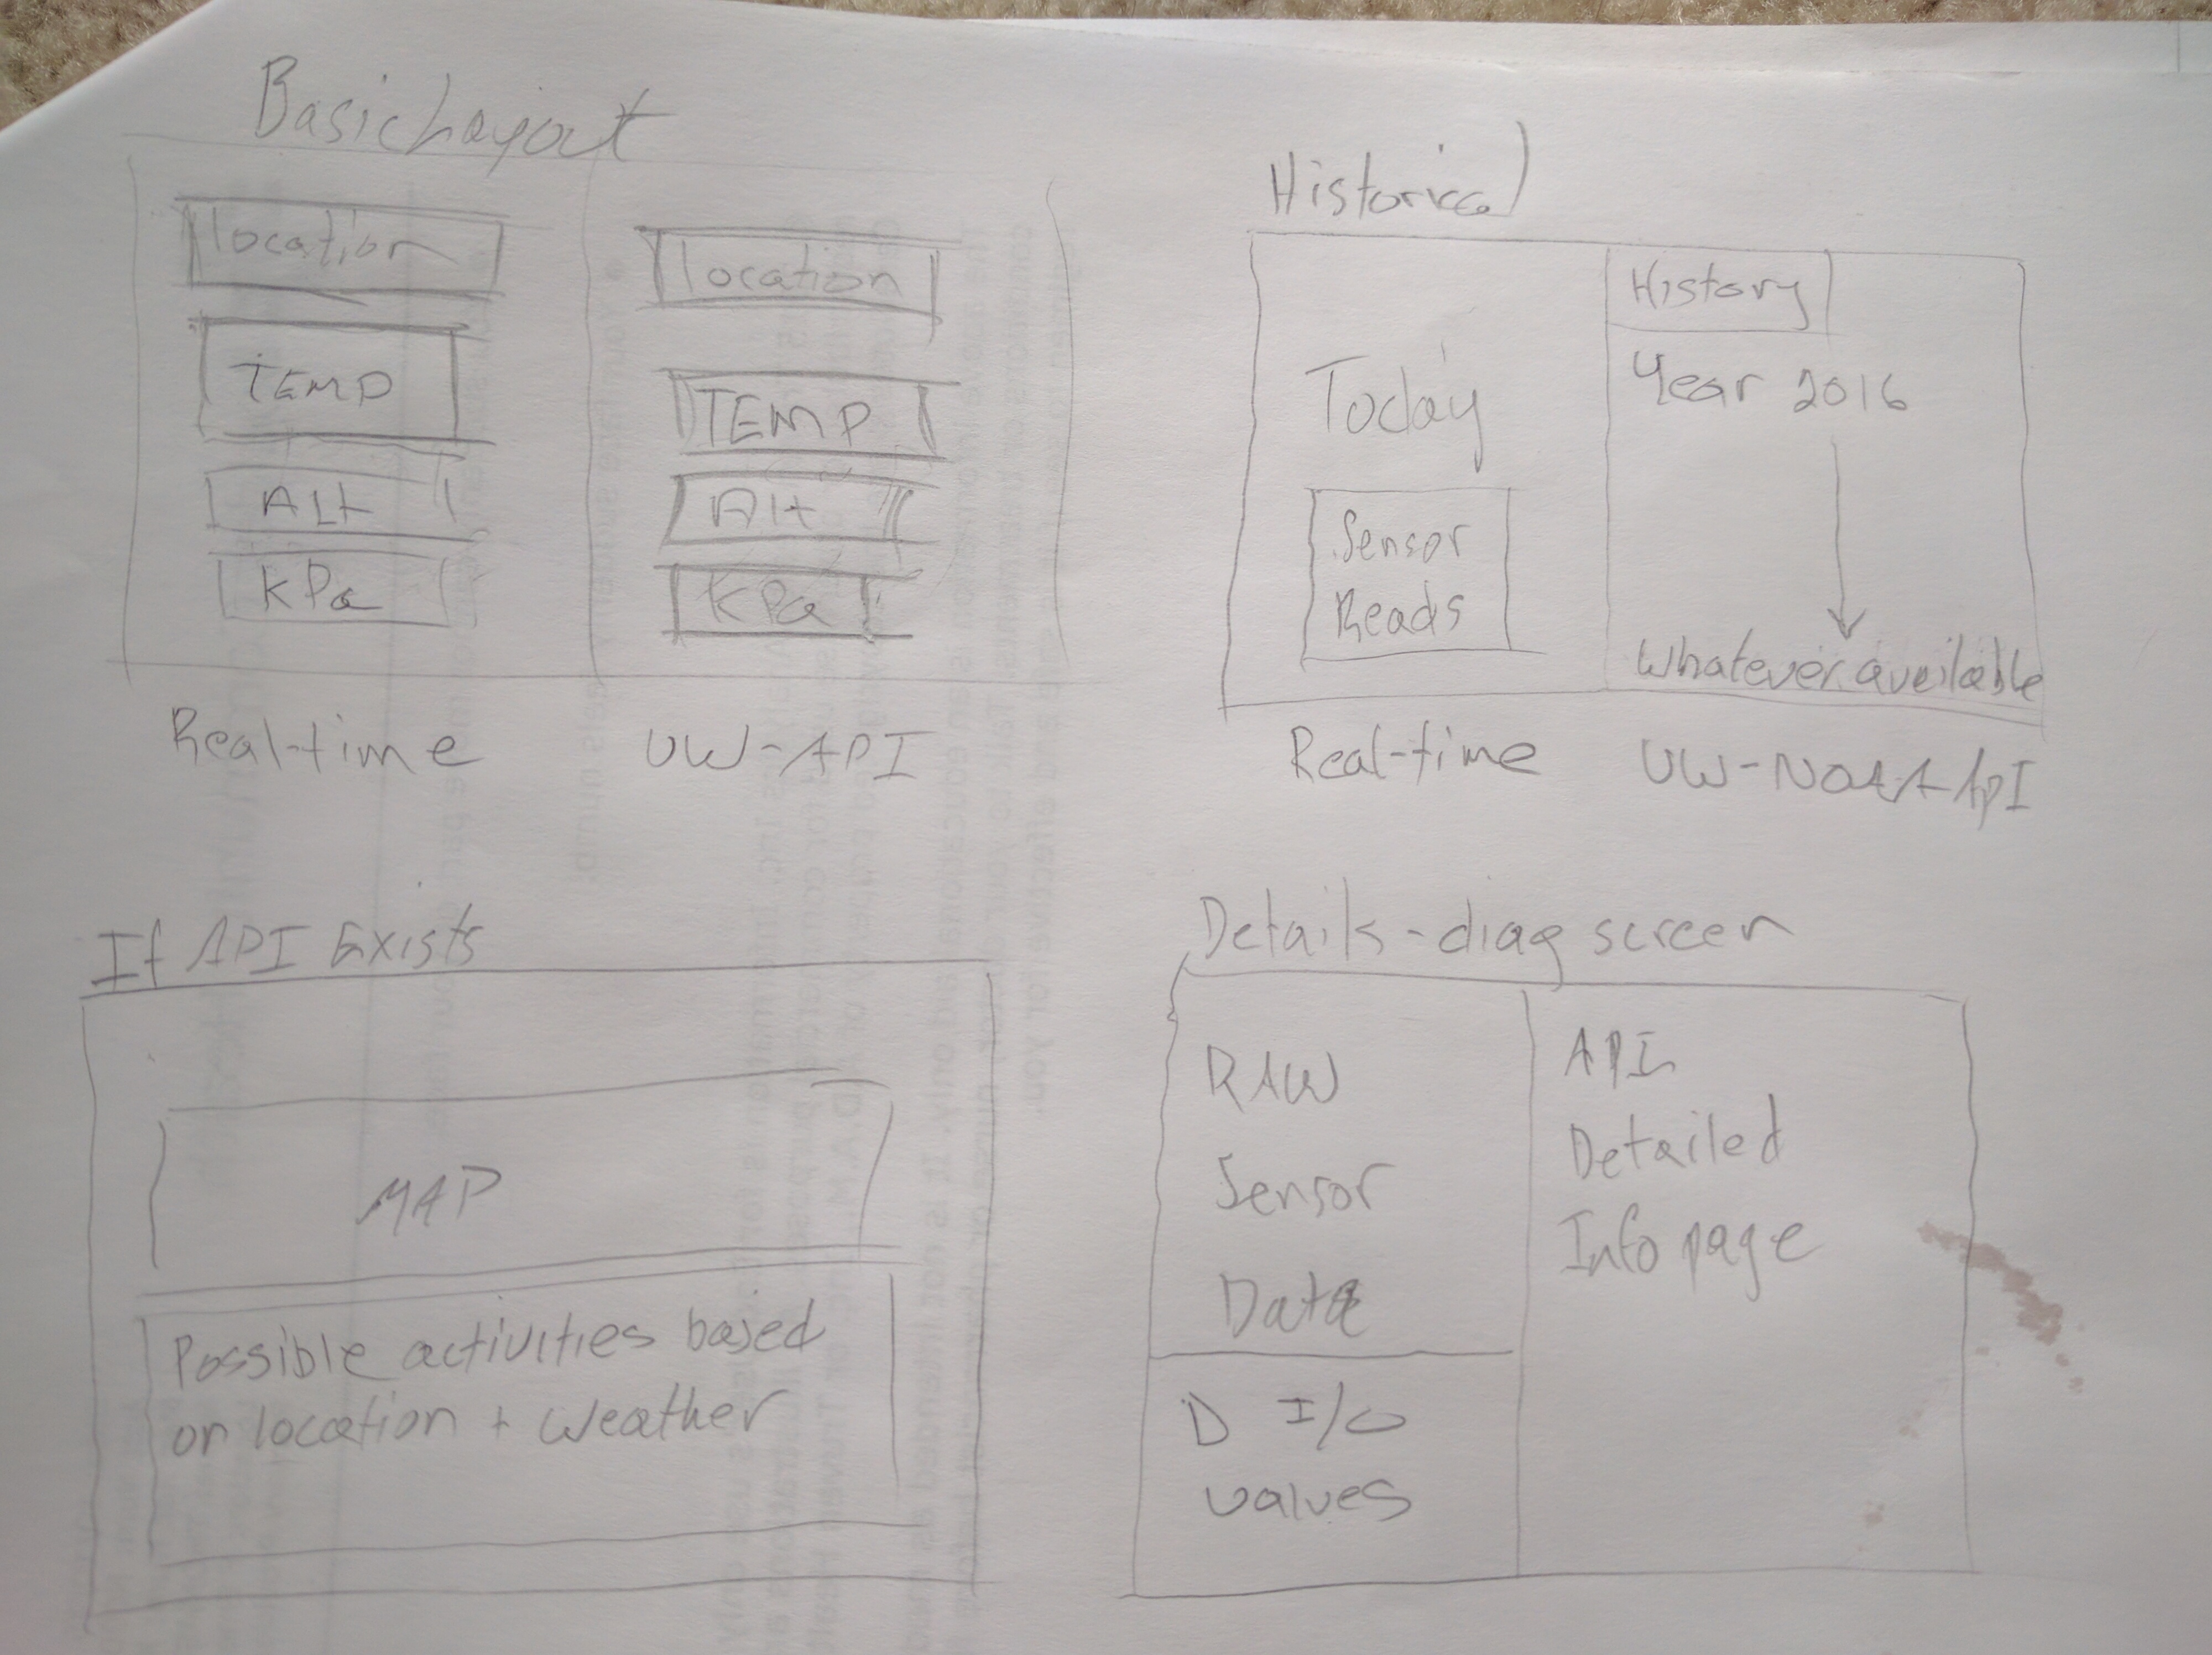 Basic Layout
location
TEMP
ALt
KPa
Real-time
location
TEMP
Alt
KPa
UW-API
Historical
Today
Sensor
Reads
Real-time
History
Year 2016
Whatever available
UW-NOAA API
If API Exists
MAP
Possible activities based
on location + weather
Details-diag screen
RAW
Sensor
Data
D I/O
values
API
Detailed
Info page